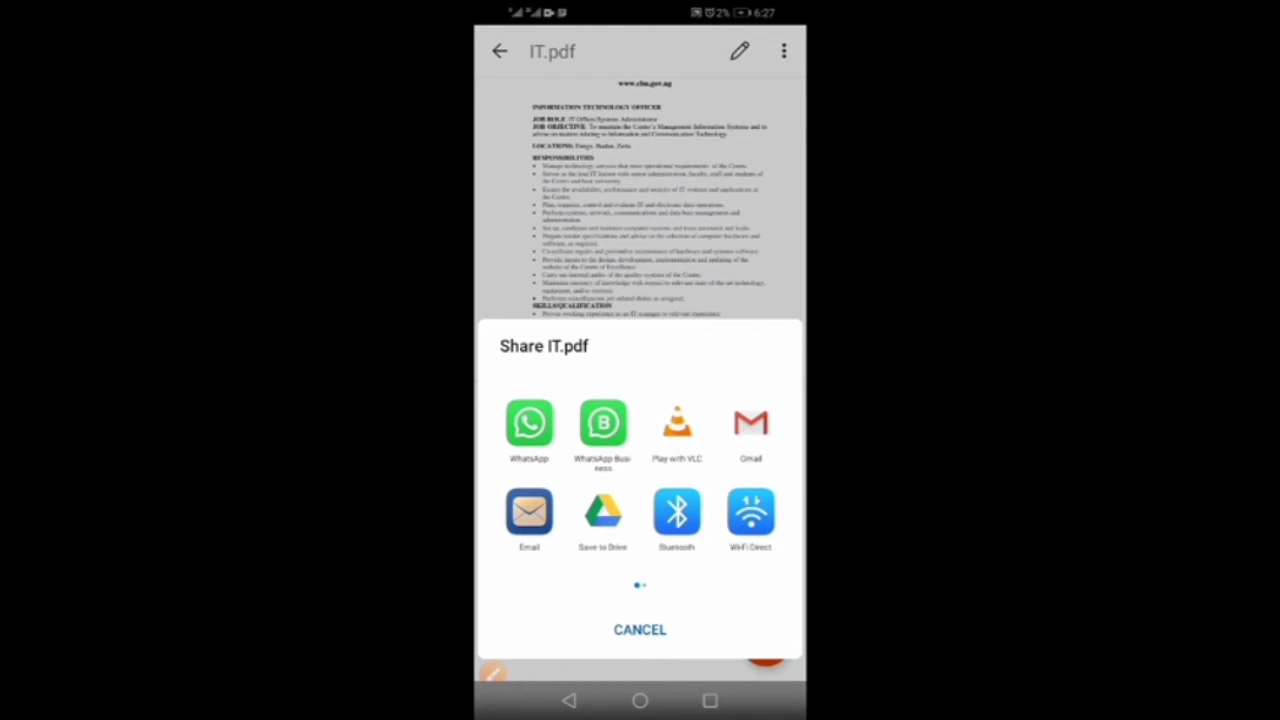 2% 6:27
IT.pdf
www.chn.gov.ng
INFORMATION TECHNOLOGY OFFICER
JOB ROLE: IT Officer/Systems Administrator
JOB OBJECTIVE: To maintain the Centre's Management Information Systems and to
advise on matters relating to Information and Communication Technology.
LOCATIONS: Enugu, Ibadan, Zaria
RESPONSIBILITIES
• Manage technology services that meet operational requirements of the Centre.
• Serve as the lead IT liaison with senior administration, faculty, staff and students of
the Centre and host university.
• Ensure the availability, performance and security of IT systems and applications at
the Centre.
• Plan, organize, control and evaluate IT and electronic data operations.
• Perform systems, network, communications and data base management and
administration.
• Set up, configure and maintain computer systems and
• Prepare tender specifications and advise on the selection of computer hardware and
software, as required.
• Co-ordinate repairs and preventive maintenance of hardware and systems software.
• Provide inputs to the design, development, implementation and updating of the
website of the Centre of Excellence
• Carry out internal audits of the quality systems of the Centre.
• Maintain currency of knowledge with respect to relevant state-of-the-art technology,
equipment, and/or systems.
• Performs miscellaneous job-related duties as assigned.
SKILLS/QUALIFICATION
• Proven working experience as an IT manager or relevant experience
Share IT.pdf
WhatsApp
WhatsApp Busi-
ness
Play with VLC
Gmail
Email
Save to Drive
Bluetooth
Wi-Fi Direct
CANCEL